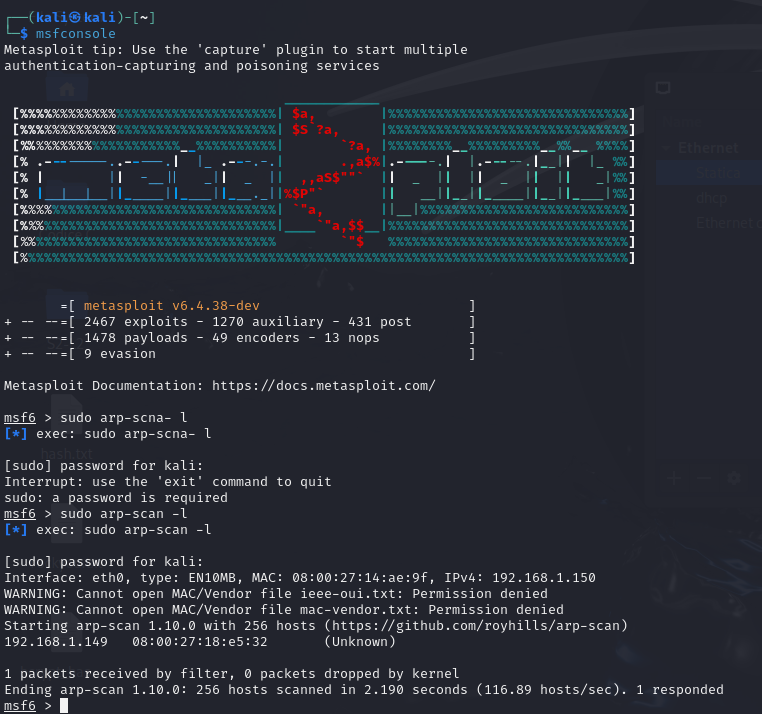 ┌──(kali㉿kali)-[~]
└─$ msfconsole
Metasploit tip: Use the 'capture' plugin to start multiple
authentication-capturing and poisoning services
=[ metasploit v6.4.38-dev ]
+ -- --=[ 2467 exploits - 1270 auxiliary - 431 post ]
+ -- --=[ 1478 payloads - 49 encoders - 13 nops ]
+ -- --=[ 9 evasion ]
Metasploit Documentation: https://docs.metasploit.com/
msf6 > sudo arp-scna- l
[*] exec: sudo arp-scna- l
[sudo] password for kali:
Interrupt: use the 'exit' command to quit
sudo: a password is required
msf6 > sudo arp-scan -l
[*] exec: sudo arp-scan -l
[sudo] password for kali:
Interface: eth0, type: EN10MB, MAC: 08:00:27:14:ae:9f, IPv4: 192.168.1.150
WARNING: Cannot open MAC/Vendor file ieee-oui.txt: Permission denied
WARNING: Cannot open MAC/Vendor file mac-vendor.txt: Permission denied
Starting arp-scan 1.10.0 with 256 hosts (https://github.com/royhills/arp-scan)
192.168.1.149 08:00:27:18:e5:32 (Unknown)
1 packets received by filter, 0 packets dropped by kernel
Ending arp-scan 1.10.0: 256 hosts scanned in 2.190 seconds (116.89 hosts/sec). 1 responded
msf6 >
Ethernet
dhcp
Ethernet
hash.txt